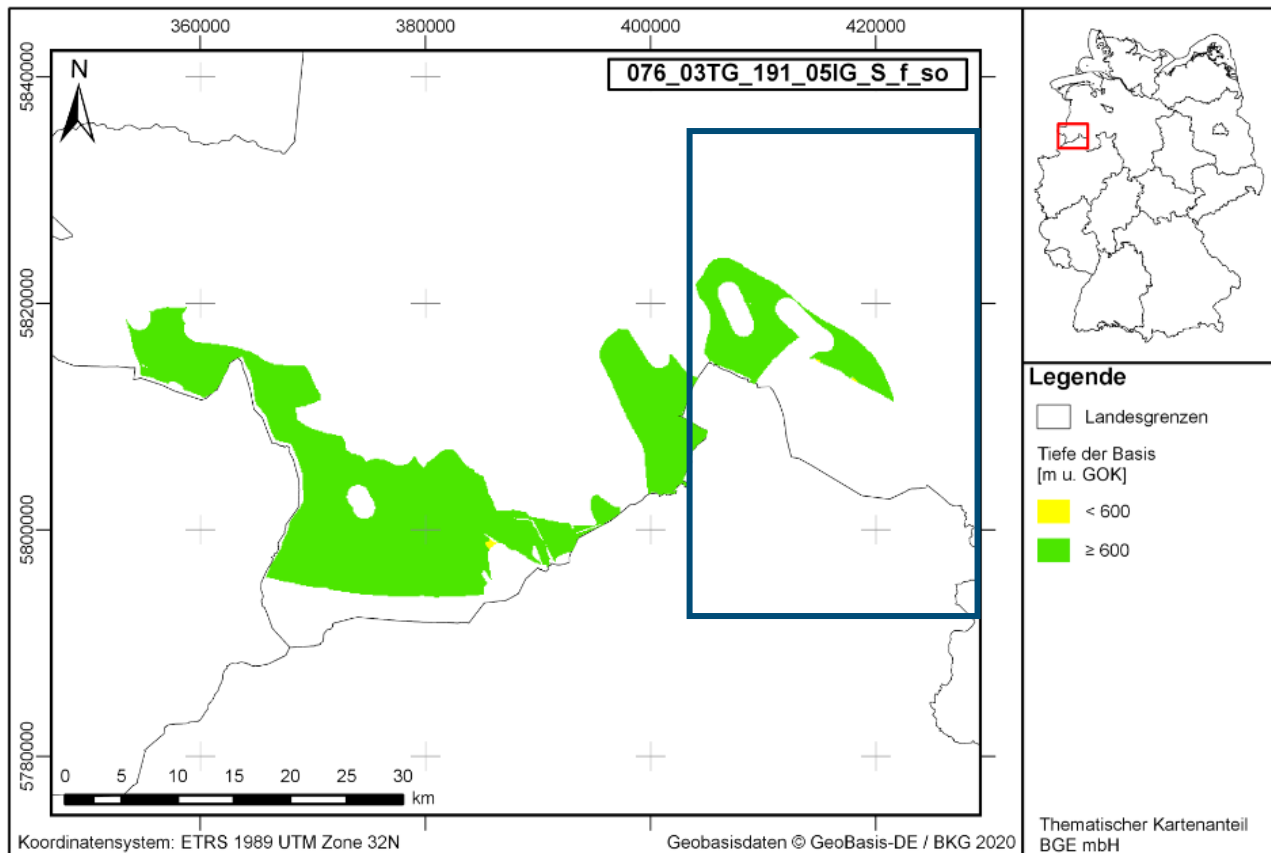 360000 380000 400000 420000
5840000
5820000
5800000
5780000
N
076_03TG_191_05IG_S_f_so
0 5 10 15 20 25 30
km
Koordinatensystem: ETRS 1989 UTM Zone 32N
Geobasisdaten © GeoBasis-DE / BKG 2020
Legende
Landesgrenzen
Tiefe der Basis
[m u. GOK]
< 600
≥ 600
Thematischer Kartenanteil
BGE mbH